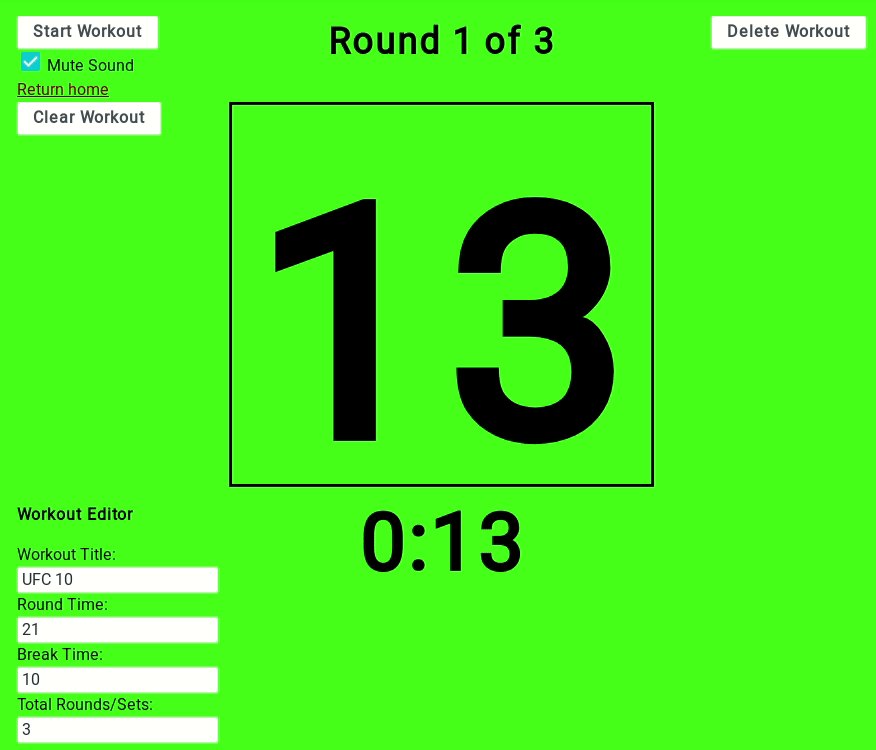 Start Workout
Round 1 of 3
Delete Workout
Mute Sound
Return home
Clear Workout
13
0:13
Workout Editor
Workout Title:
UFC 10
Round Time:
21
Break Time:
10
Total Rounds/Sets:
3